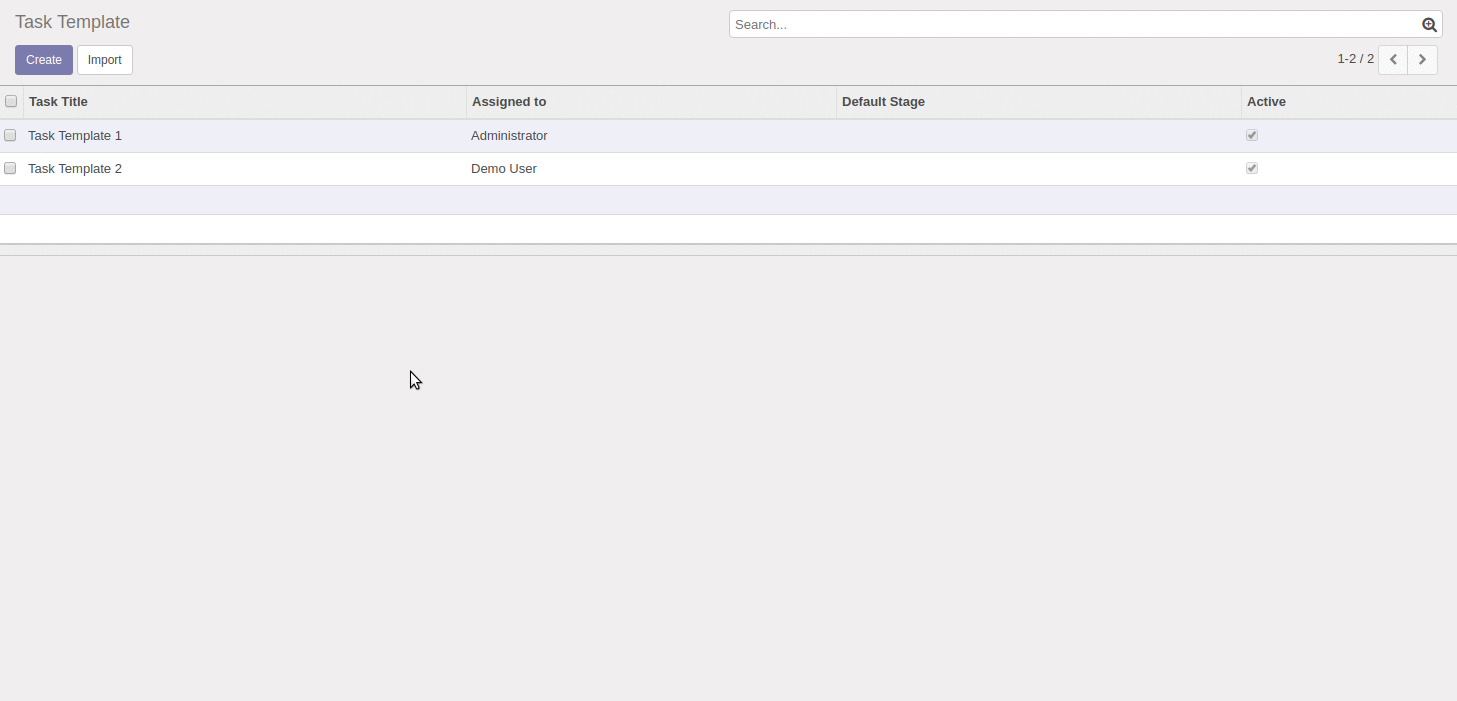 Task Template
Search...
Create Import
1-2 / 2
Task Title Assigned to Default Stage Active
Task Template 1 Administrator
Task Template 2 Demo User